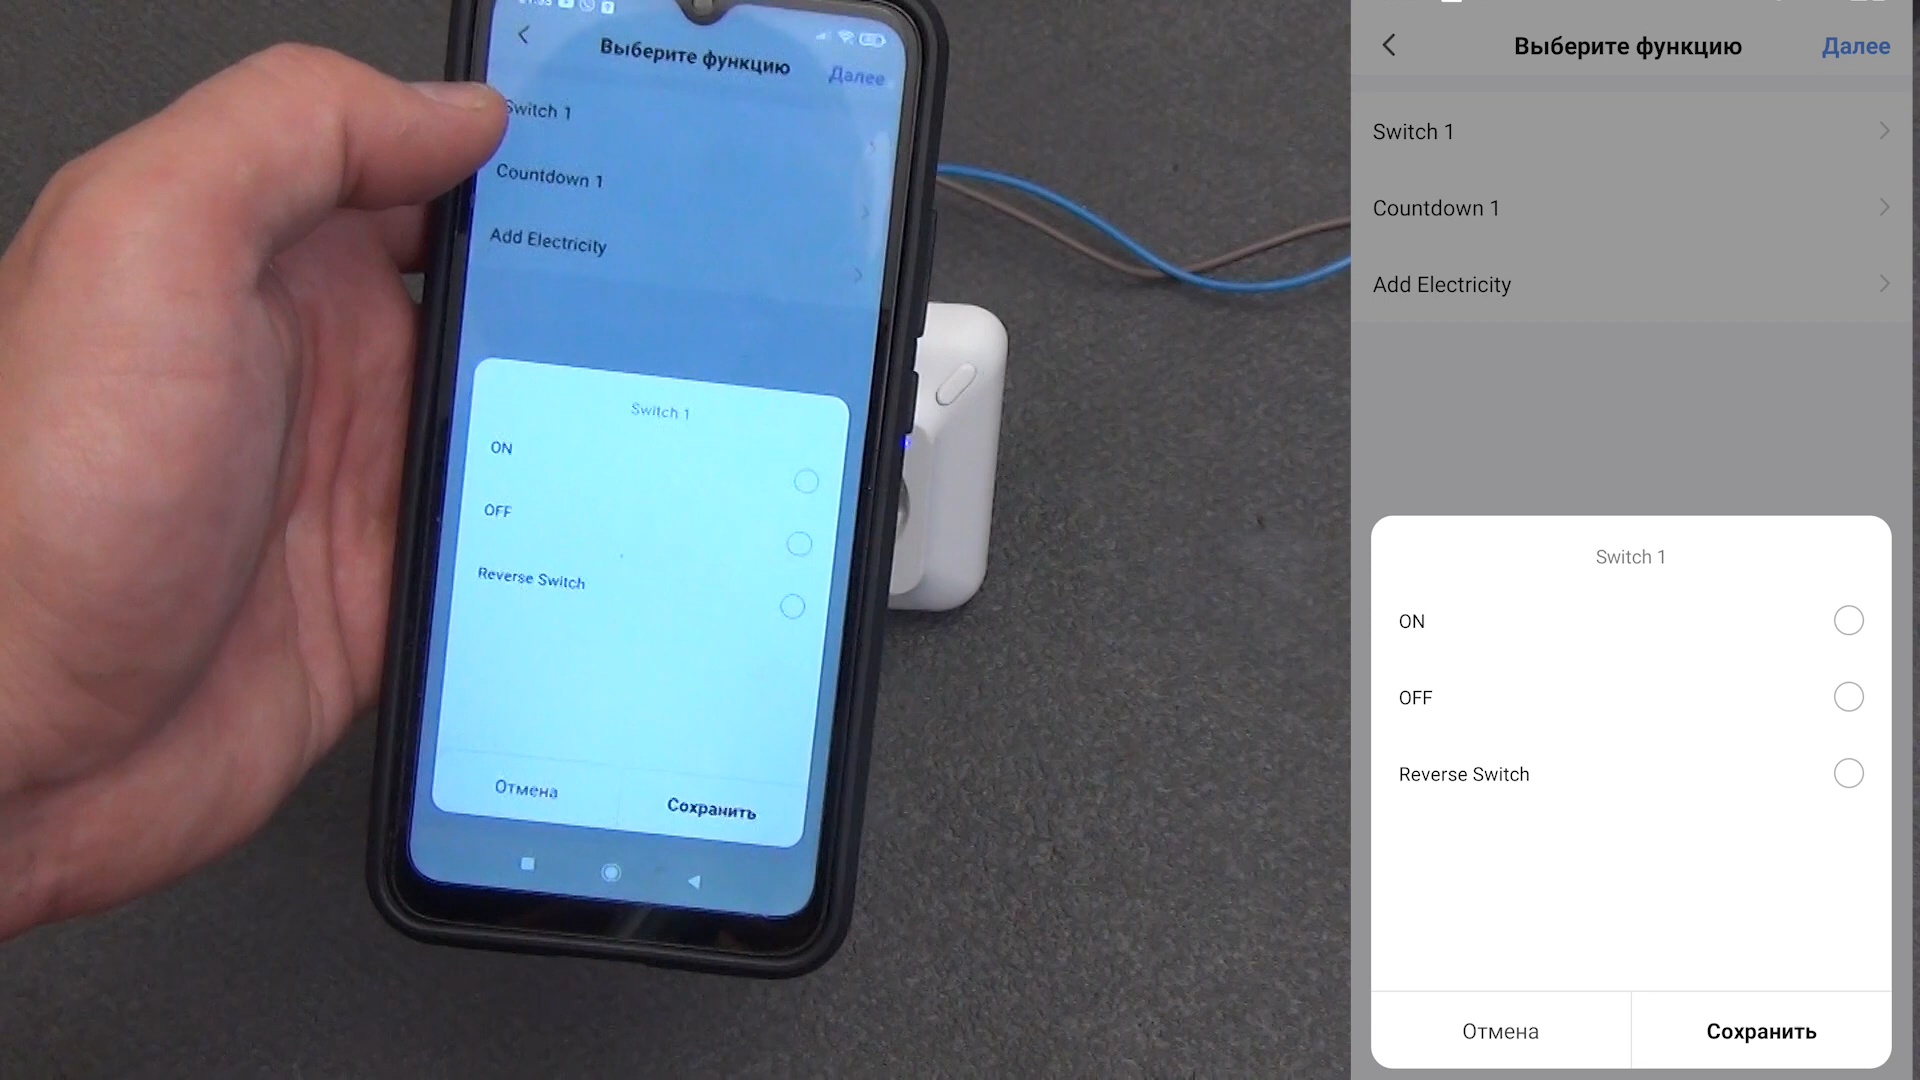 Выберите функцию
Далее
Switch 1
Countdown 1
Add Electricity
Switch 1
ON
OFF
Reverse Switch
Отмена
Сохранить
Выберите функцию
Далее
Switch 1
Countdown 1
Add Electricity
Switch 1
ON
OFF
Reverse Switch
Отмена
Сохранить